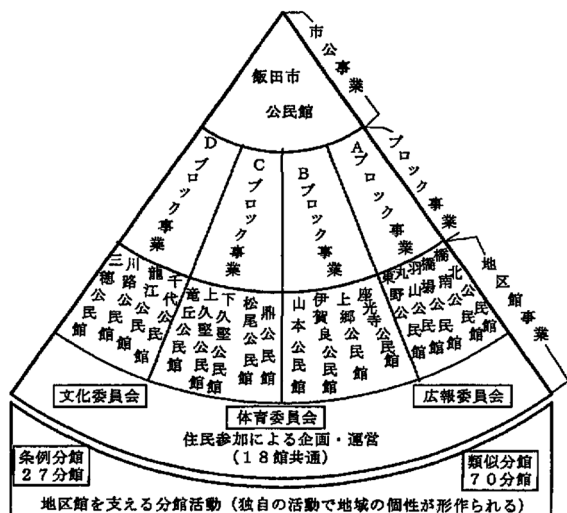 飯田市
公民館
市公事業
ブロック事業
地区館事業
Dブロック事業
Cブロック事業
Bブロック事業
Aブロック事業
三穂公民館
川路公民館
龍江公民館
千代公民館
竜丘公民館
上久堅公民館
下久堅公民館
松尾公民館
鼎公民館
山本公民館
伊賀良公民館
上郷公民館
座光寺公民館
東野公民館
丸山公民館
羽場公民館
橋南公民館
橋北公民館
文化委員会
体育委員会
広報委員会
住民参加による企画・運営
(18館共通)
条例分館
27分館
類似分館
70分館
地区館を支える分館活動(独自の活動で地域の個性が形作られる)